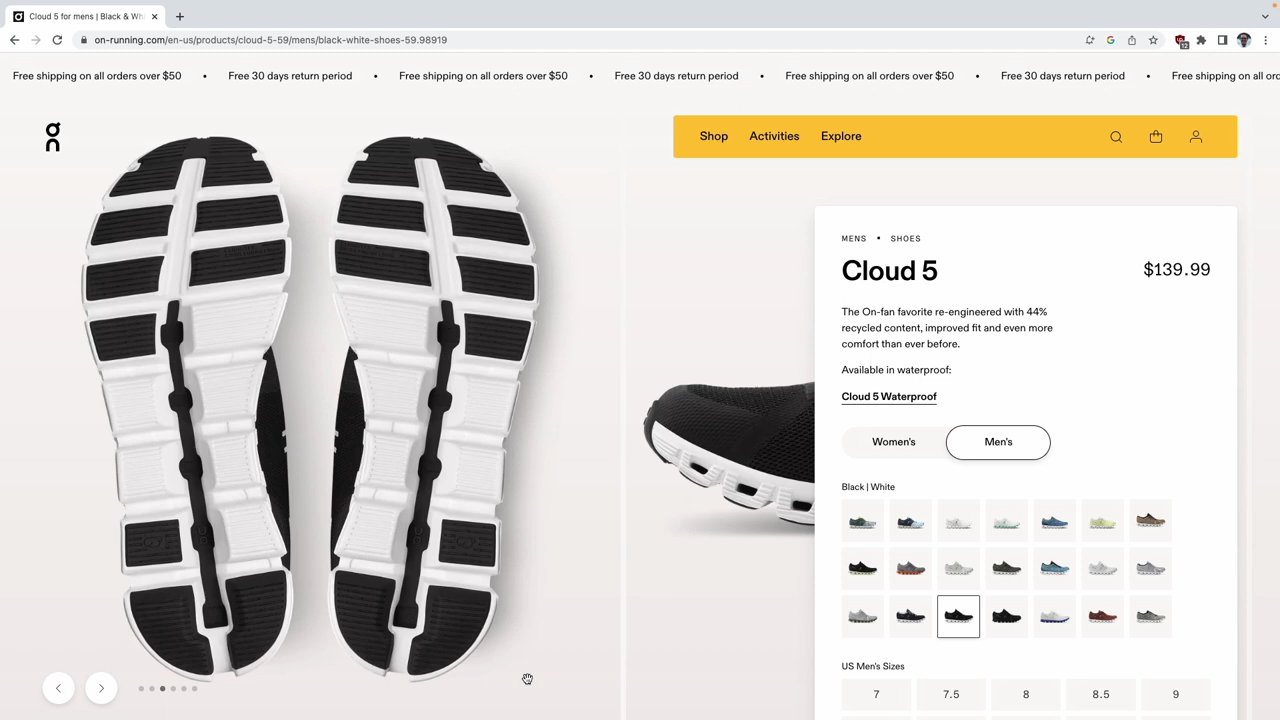 Cloud 5 for mens | Black & Wh
on-running.com/en-us/products/cloud-5-59/mens/black-white-shoes-59.98919
12
Free shipping on all orders over $50 • Free 30 days return period • Free shipping on all orders over $50 • Free 30 days return period • Free shipping on all orders over $50 • Free 30 days return period • Free shipping on all ord
on
Shop Activities Explore
MENS • SHOES
Cloud 5 $139.99
The On-fan favorite re-engineered with 44%
recycled content, improved fit and even more
comfort than ever before.
Available in waterproof:
Cloud 5 Waterproof
Women's Men's
Black | White
US Men's Sizes
7 7.5 8 8.5 9